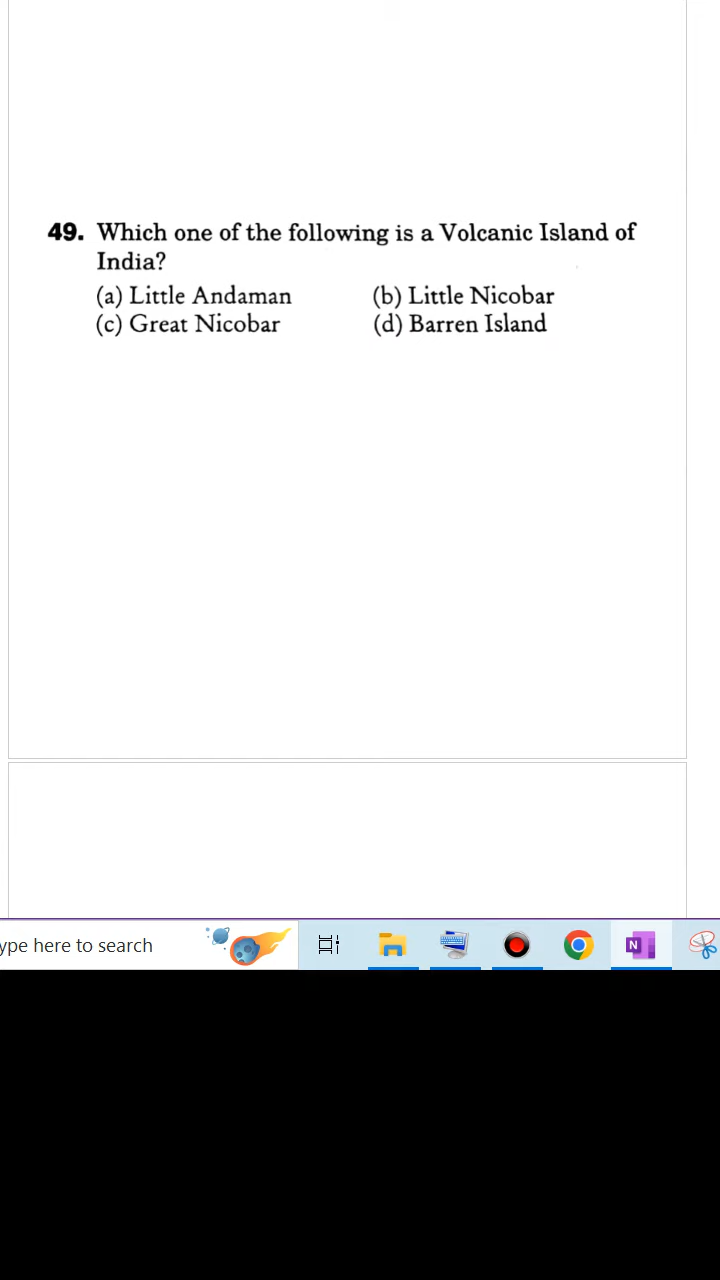 49. Which one of the following is a Volcanic Island of
India?
(a) Little Andaman (b) Little Nicobar
(c) Great Nicobar (d) Barren Island
ype here to search
N